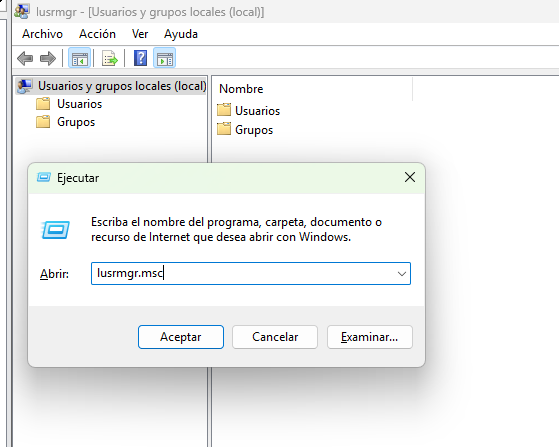 lusrmgr - [Usuarios y grupos locales (local)]
Archivo Acción Ver Ayuda
Usuarios y grupos locales (local)
Usuarios
Grupos
Nombre
Usuarios
Grupos
Ejecutar
Escriba el nombre del programa, carpeta, documento o
recurso de Internet que desea abrir con Windows.
Abrir: lusrmgr.msc
Aceptar Cancelar Examinar...